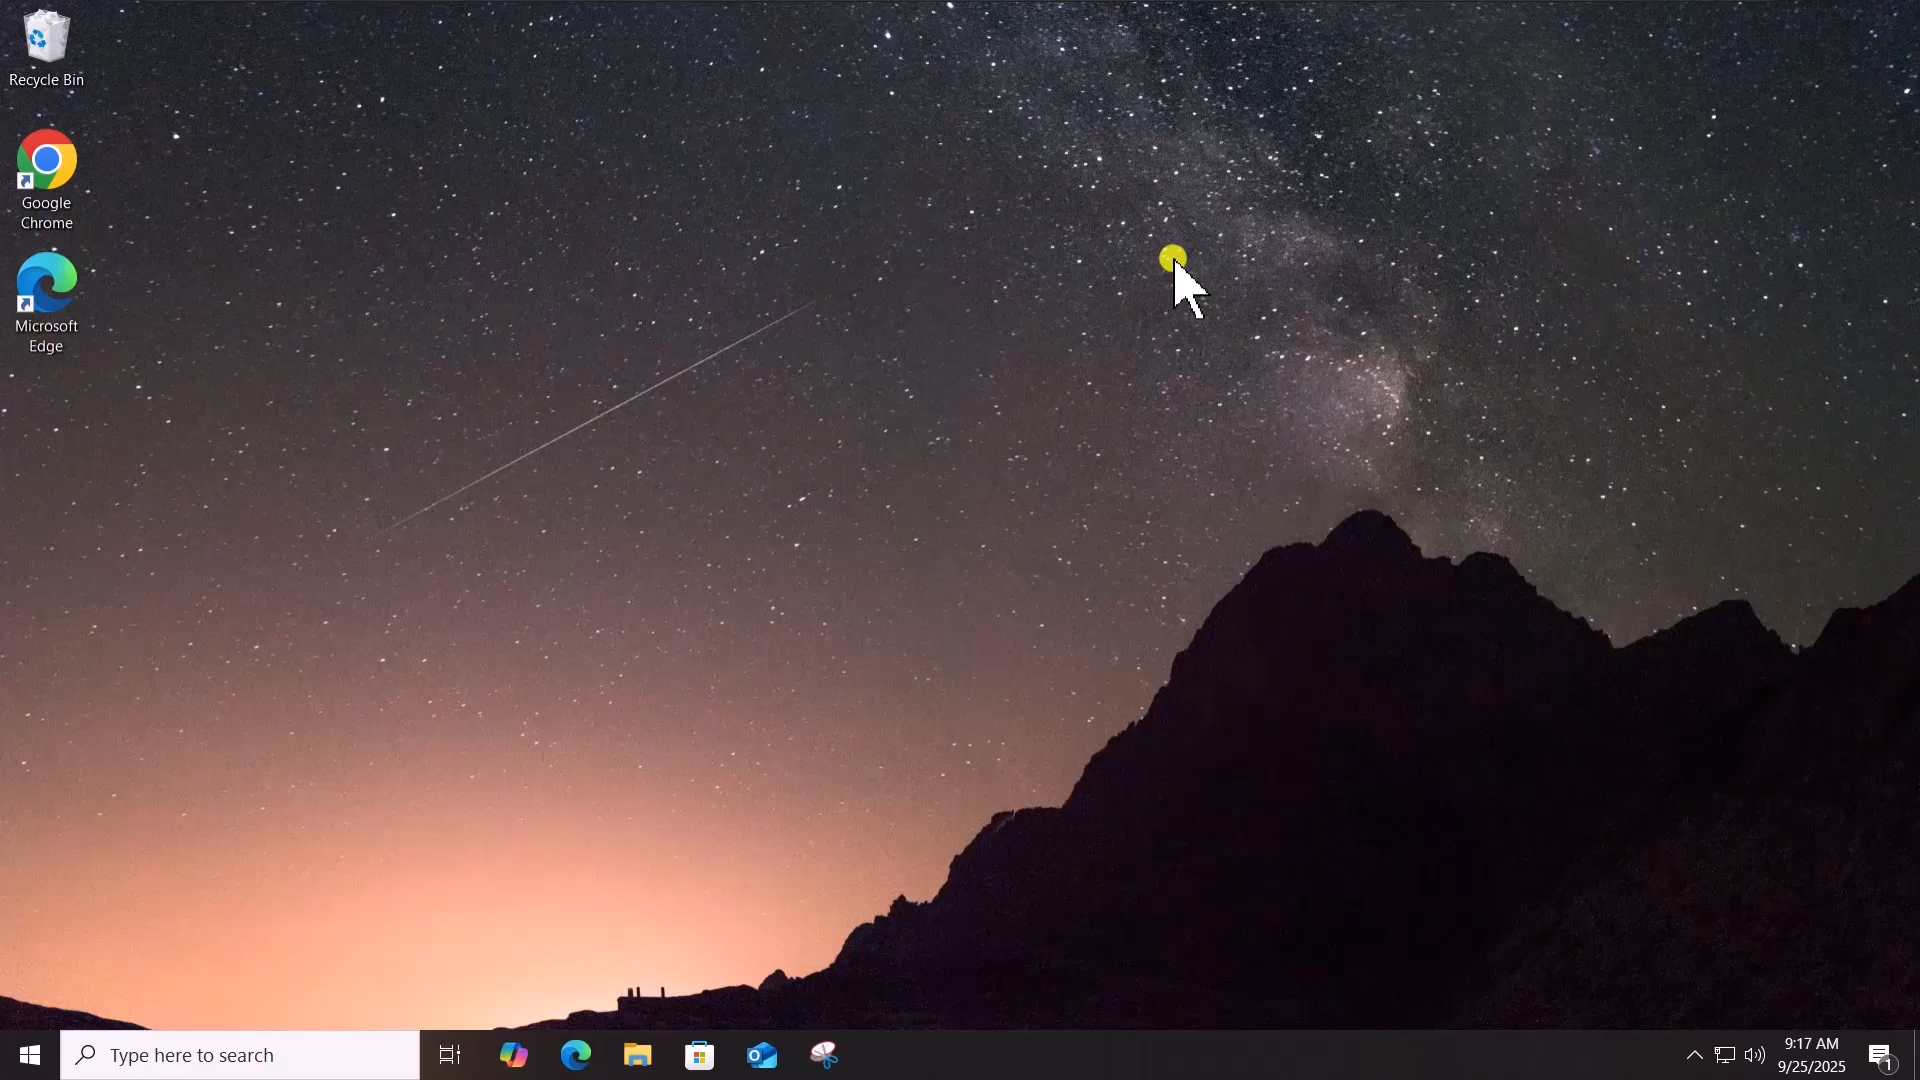 Recycle Bin
Google
Chrome
Microsoft
Edge
Type here to search
9:17 AM
9/25/2025
1